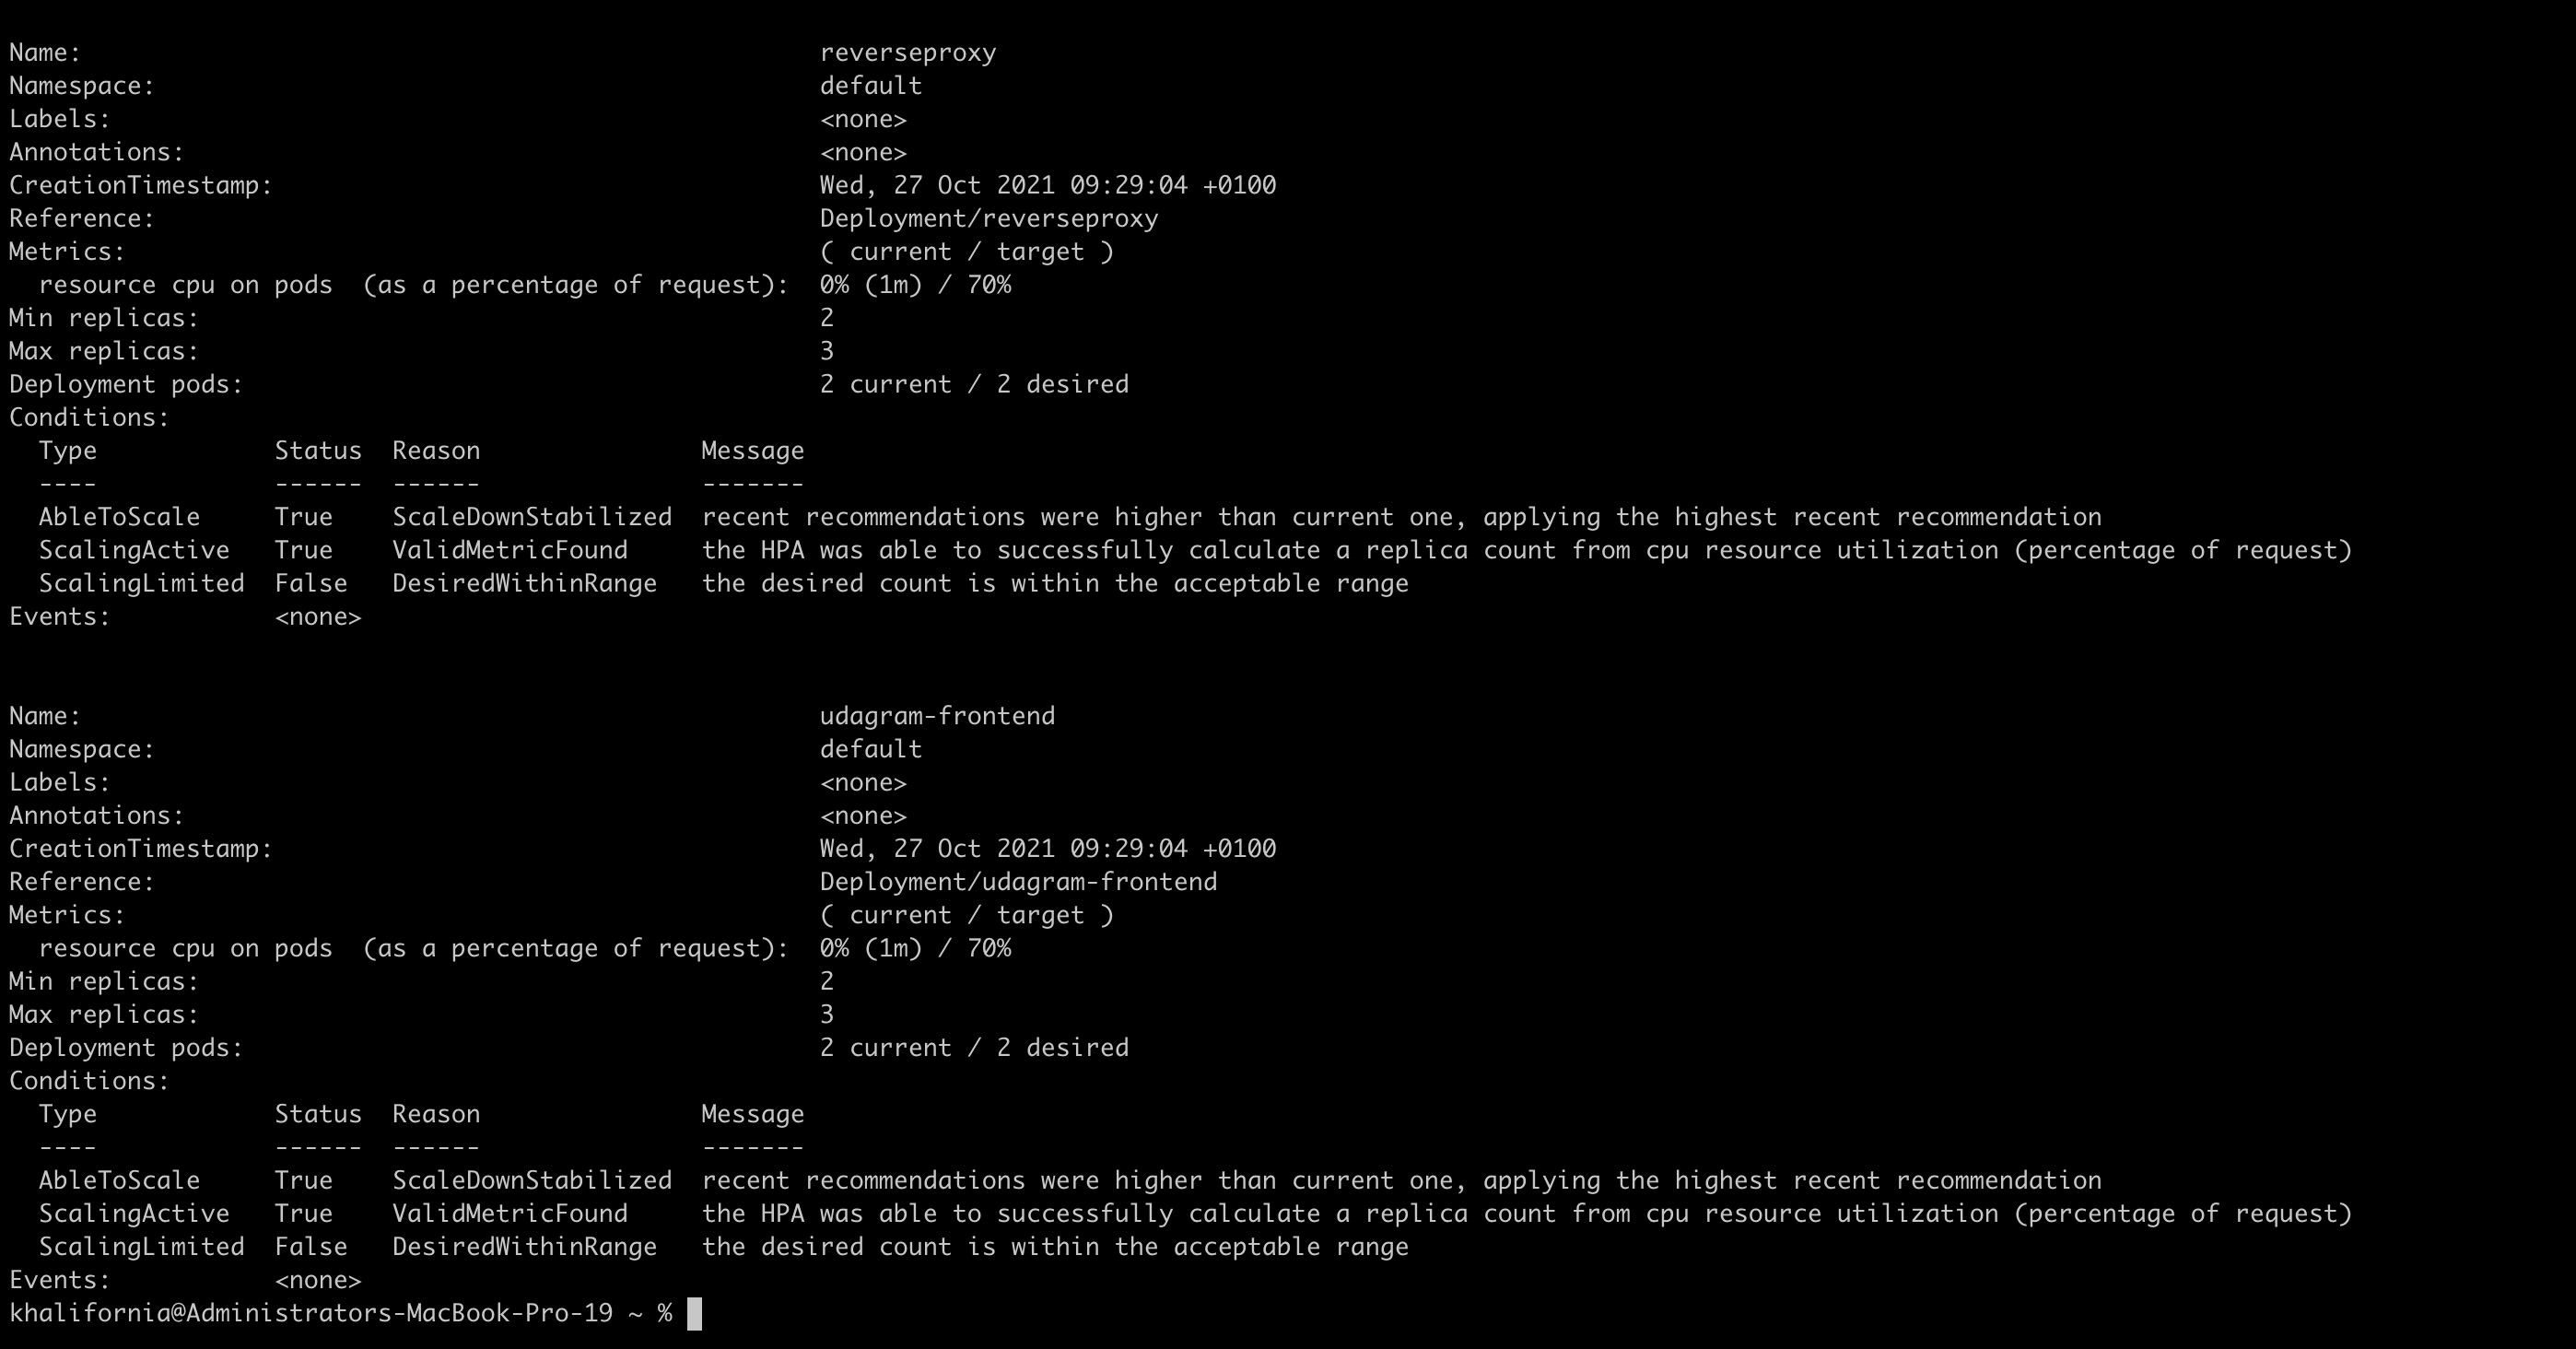 Name:                                                  reverseproxy
Namespace:                                             default
Labels:                                                <none>
Annotations:                                           <none>
CreationTimestamp:                                     Wed, 27 Oct 2021 09:29:04 +0100
Reference:                                             Deployment/reverseproxy
Metrics:                                               ( current / target )
  resource cpu on pods  (as a percentage of request):  0% (1m) / 70%
Min replicas:                                          2
Max replicas:                                          3
Deployment pods:                                       2 current / 2 desired
Conditions:
  Type            Status  Reason               Message
  ----            ------  ------               -------
  AbleToScale     True    ScaleDownStabilized  recent recommendations were higher than current one, applying the highest recent recommendation
  ScalingActive   True    ValidMetricFound     the HPA was able to successfully calculate a replica count from cpu resource utilization (percentage of request)
  ScalingLimited  False   DesiredWithinRange   the desired count is within the acceptable range
Events:           <none>
Name:                                                  udagram-frontend
Namespace:                                             default
Labels:                                                <none>
Annotations:                                           <none>
CreationTimestamp:                                     Wed, 27 Oct 2021 09:29:04 +0100
Reference:                                             Deployment/udagram-frontend
Metrics:                                               ( current / target )
  resource cpu on pods  (as a percentage of request):  0% (1m) / 70%
Min replicas:                                          2
Max replicas:                                          3
Deployment pods:                                       2 current / 2 desired
Conditions:
  Type            Status  Reason               Message
  ----            ------  ------               -------
  AbleToScale     True    ScaleDownStabilized  recent recommendations were higher than current one, applying the highest recent recommendation
  ScalingActive   True    ValidMetricFound     the HPA was able to successfully calculate a replica count from cpu resource utilization (percentage of request)
  ScalingLimited  False   DesiredWithinRange   the desired count is within the acceptable range
Events:           <none>
khalifornia@Administrators-MacBook-Pro-19 ~ %